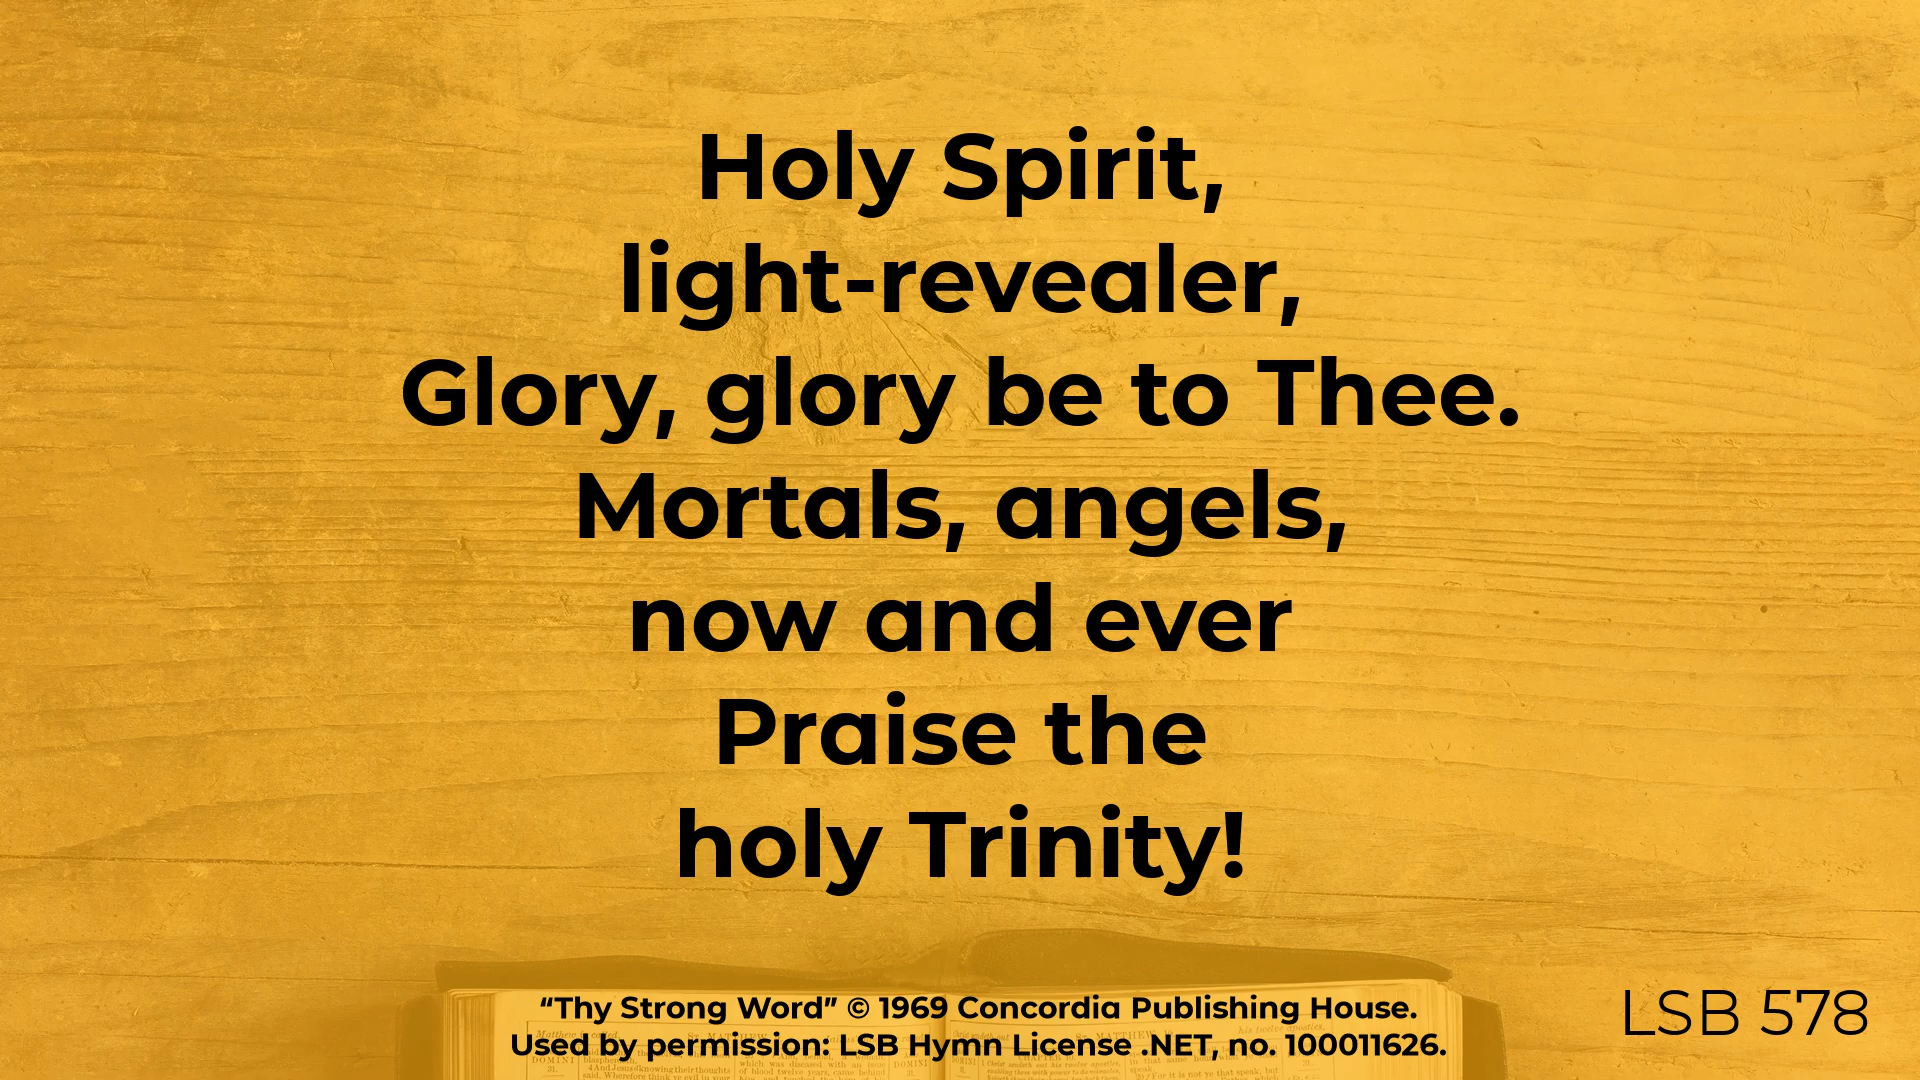 Holy Spirit,
light-revealer,
Glory, glory be to Thee.
Mortals, angels,
now and ever
Praise the
holy Trinity!
“Thy Strong Word” © 1969 Concordia Publishing House.
Used by permission: LSB Hymn License .NET, no. 100011626.
LSB 578